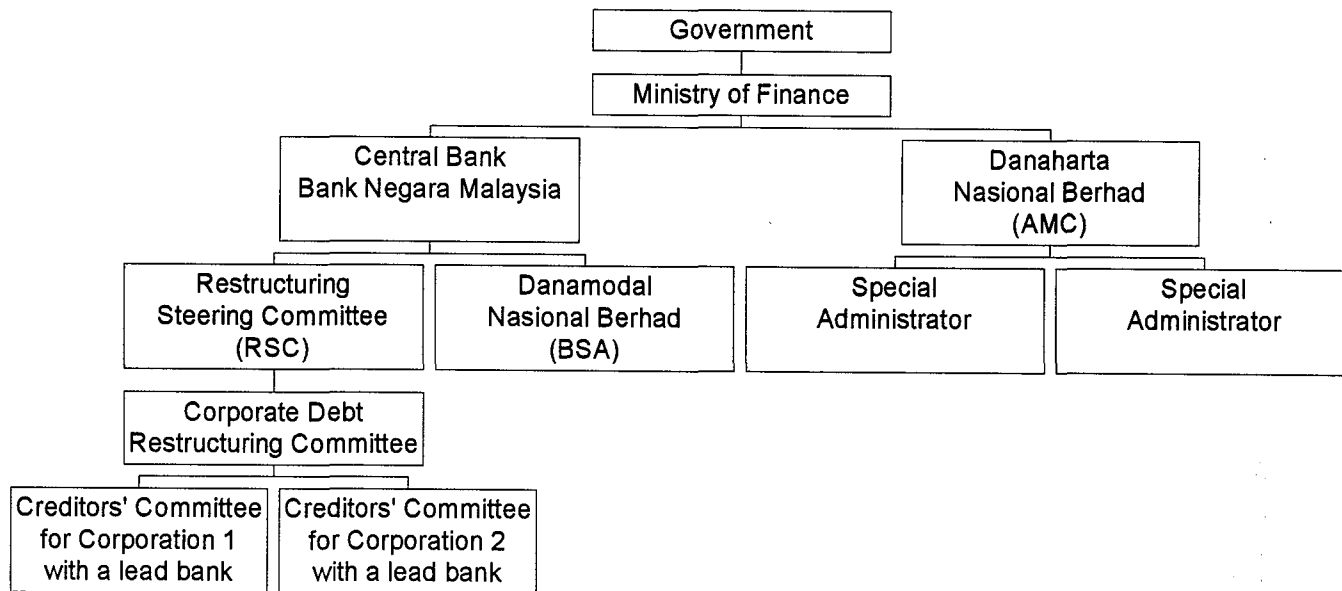 Government
Ministry of Finance
Central Bank
Bank Negara Malaysia
Danaharta
Nasional Berhad
(AMC)
Restructuring
Steering Committee
(RSC)
Danamodal
Nasional Berhad
(BSA)
Special
Administrator
Special
Administrator
Corporate Debt
Restructuring Committee
Creditors' Committee
for Corporation 1
with a lead bank
Creditors' Committee
for Corporation 2
with a lead bank